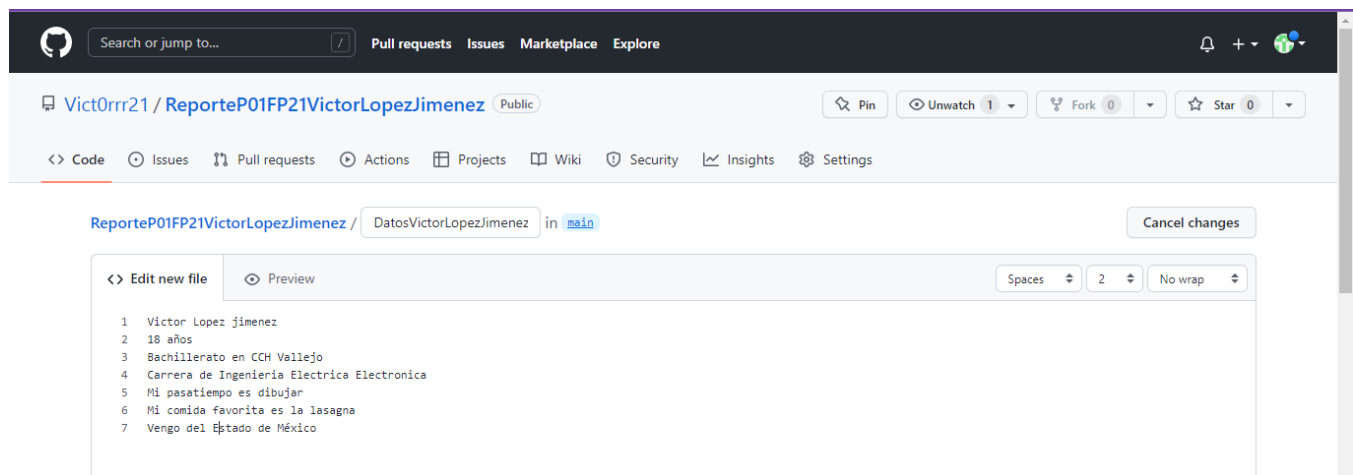 Search or jump to... / Pull requests Issues Marketplace Explore
Vict0rrr21 / ReporteP01FP21VictorLopezJimenez Public Pin Unwatch 1 Fork 0 Star 0
<> Code Issues Pull requests Actions Projects Wiki Security Insights Settings
ReporteP01FP21VictorLopezJimenez / DatosVictorLopezJimenez in main Cancel changes
<> Edit new file Preview Spaces 2 No wrap
1 Victor Lopez jimenez
2 18 años
3 Bachillerato en CCH Vallejo
4 Carrera de Ingenieria Electrica Electronica
5 Mi pasatiempo es dibujar
6 Mi comida favorita es la lasagna
7 Vengo del Estado de México